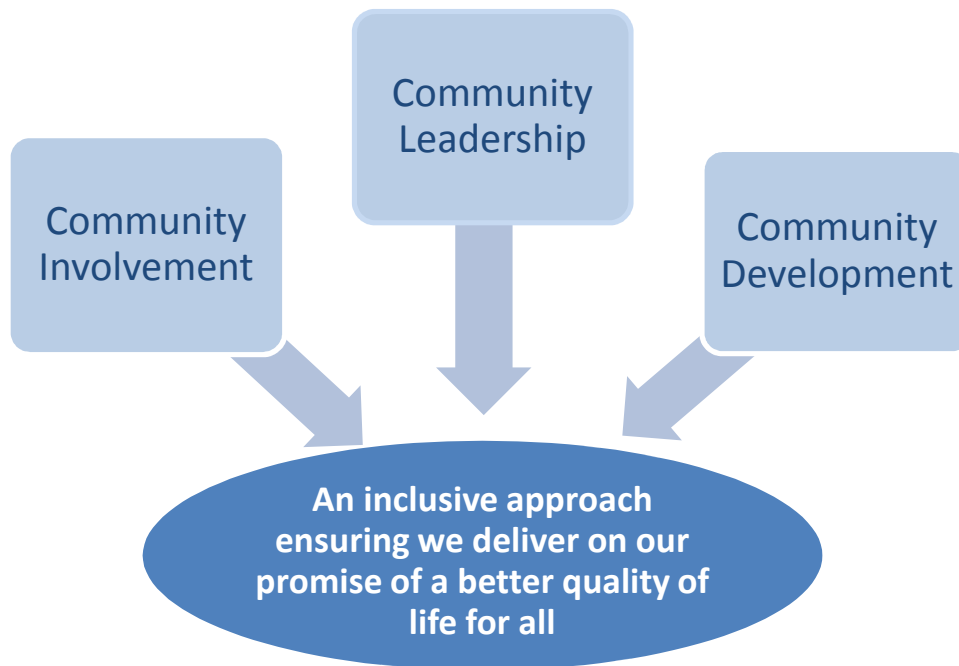 Community
Leadership
Community
Involvement
Community
Development
An inclusive approach
ensuring we deliver on our
promise of a better quality of
life for all